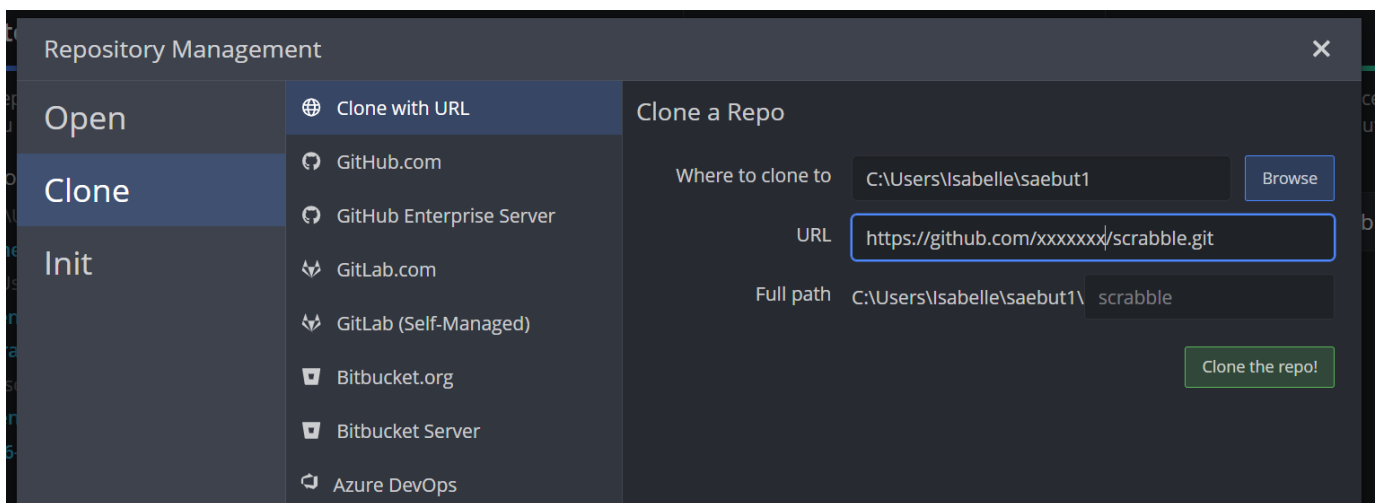 Repository Management
Open
Clone
Init
Clone with URL
GitHub.com
GitHub Enterprise Server
GitLab.com
GitLab (Self-Managed)
Bitbucket.org
Bitbucket Server
Azure DevOps
Clone a Repo
Where to clone to C:\Users\Isabelle\saebut1 Browse
URL https://github.com/xxxxxxx/scrabble.git
Full path C:\Users\Isabelle\saebut1\ scrabble
Clone the repo!